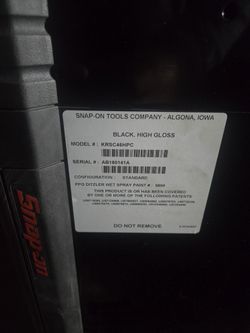 SNAP-ON TOOLS COMPANY - ALGONA, IOWA
BLACK, HIGH GLOSS
MODEL # : KRSC46HPC
SERIAL # : AB180141A
CONFIGURATION : STANDARD
PPG DITZLER WET SPRAY PAINT # : 9800
THIS PRODUCT IS OR HAS BEEN COVERED
BY ONE OR MORE OF THE FOLLOWING PATENTS
DO NOT REMOVE
Snap-on